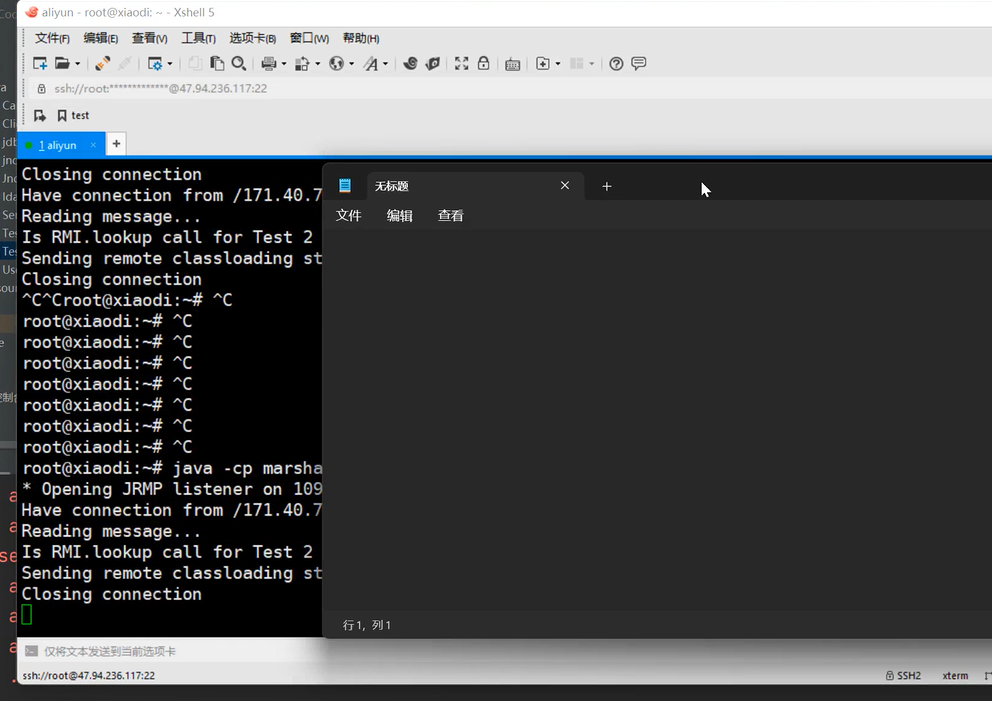 aliyun - root@xiaodi: ~ - Xshell 5
文件(F) 编辑(E) 查看(V) 工具(T) 选项卡(B) 窗口(W) 帮助(H)
ssh://root:*************@47.94.236.117:22
test
1 aliyun × +
Closing connection
Have connection from /171.40.7
Reading message...
Is RMI.lookup call for Test 2
Sending remote classloading st
Closing connection
^C^Croot@xiaodi:~# ^C
root@xiaodi:~# ^C
root@xiaodi:~# ^C
root@xiaodi:~# ^C
root@xiaodi:~# ^C
root@xiaodi:~# ^C
root@xiaodi:~# ^C
root@xiaodi:~# ^C
root@xiaodi:~# java -cp marsha
* Opening JRMP listener on 109
Have connection from /171.40.7
Reading message...
Is RMI.lookup call for Test 2
Sending remote classloading st
Closing connection
无标题
文件 编辑 查看
行 1, 列 1
仅将文本发送到当前选项卡
ssh://root@47.94.236.117:22 SSH2 xterm